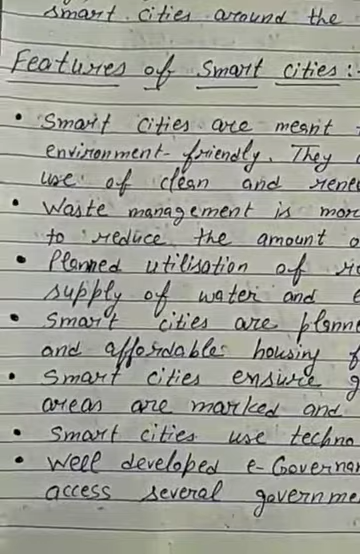 smart cities around the
Features of Smart cities :-
• Smart cities are meant
environment-friendly. They
use of clean and rene
• Waste management is mor
to reduce the amount o
• Planned utilisation of
supply of water and
• Smart cities are planne
and affordable housing f
• Smart cities ensure g
areas are marked and
• Smart cities use techno
• Well developed e-Governan
access several governme